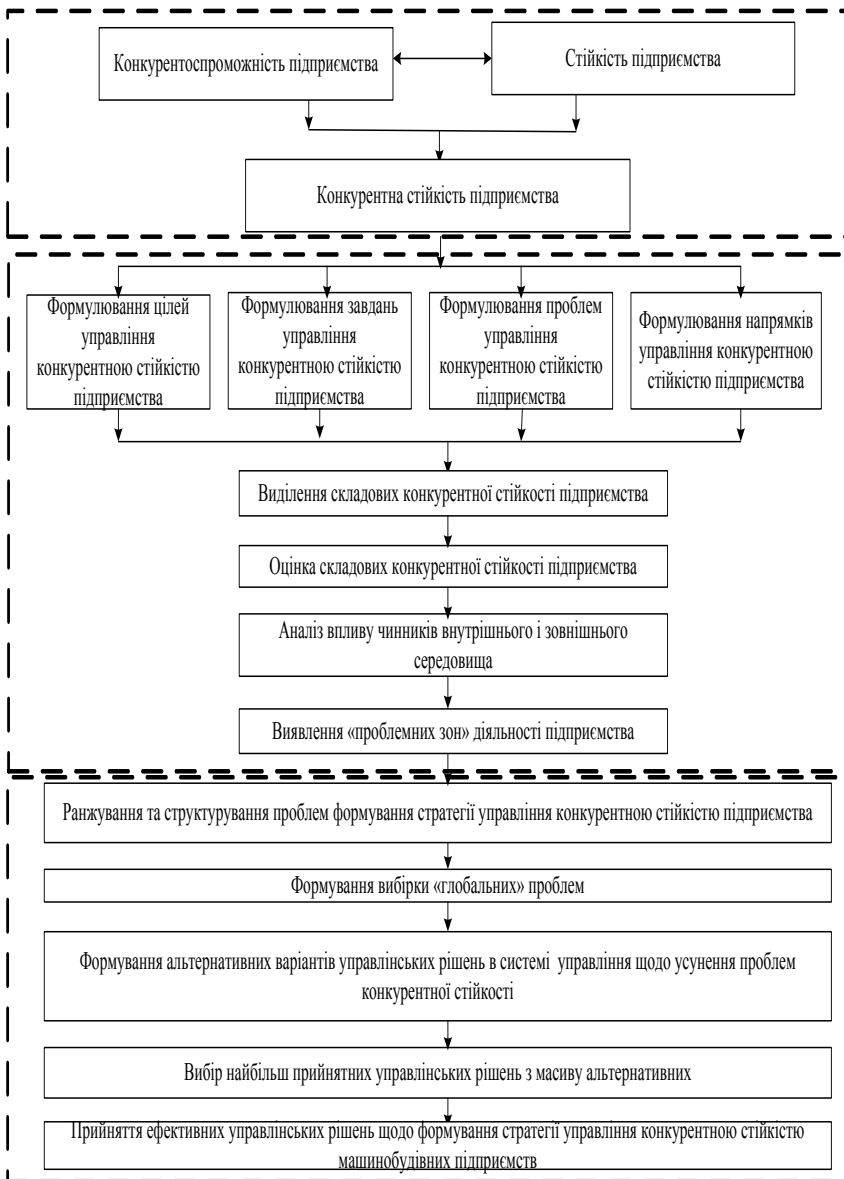 Конкурентоспроможність підприємства
Стійкість підприємства
Конкурентна стійкість підприємства
Формулювання цілей
управління
конкурентною стійкістю
підприємства
Формулювання завдань
управління
конкурентною стійкістю
підприємства
Формулювання проблем
управління
конкурентною стійкістю
підприємства
Формулювання напрямків
управління конкурентною
стійкістю підприємства
Виділення складових конкурентної стійкості підприємства
Оцінка складових конкурентної стійкості підприємства
Аналіз впливу чинників внутрішнього і зовнішнього
середовища
Виявлення «проблемних зон» діяльності підприємства
Ранжування та структурування проблем формування стратегії управління конкурентною стійкістю підприємства
Формування вибірки «глобальних» проблем
Формування альтернативних варіантів управлінських рішень в системі управління щодо усунення проблем
конкурентної стійкості
Вибір найбільш прийнятних управлінських рішень з масиву альтернативних
Прийняття ефективних управлінських рішень щодо формування стратегії управління конкурентною стійкістю
машинобудівних підприємств